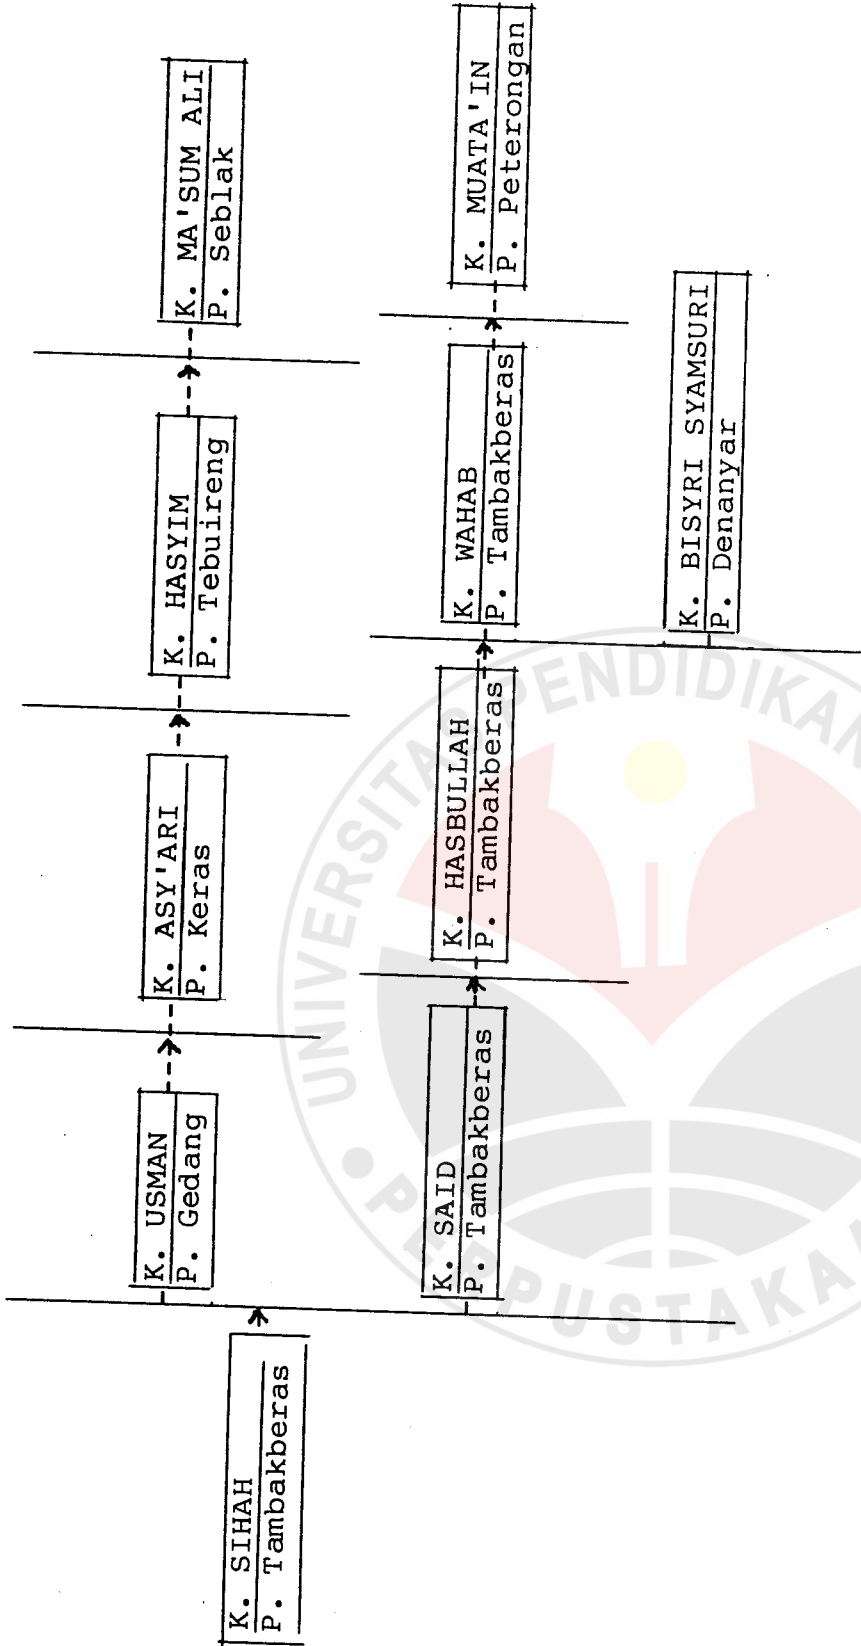 K. SIHAH
P. Tambakberas
K. USMAN
P. Gedang
K. ASY'ARI
P. Keras
K. HASYIM
P. Tebuireng
K. MA'SUM ALI
P. Seblak
K. SAID
P. Tambakberas
K. HASBULLAH
P. Tambakberas
K. WAHAB
P. Tambakberas
K. MUATA'IN
P. Peterongan
K. BISYRI SYAMSURI
P. Denanyar
UNIVERSITAS PENDIDIKAN
PERPUSTAKA